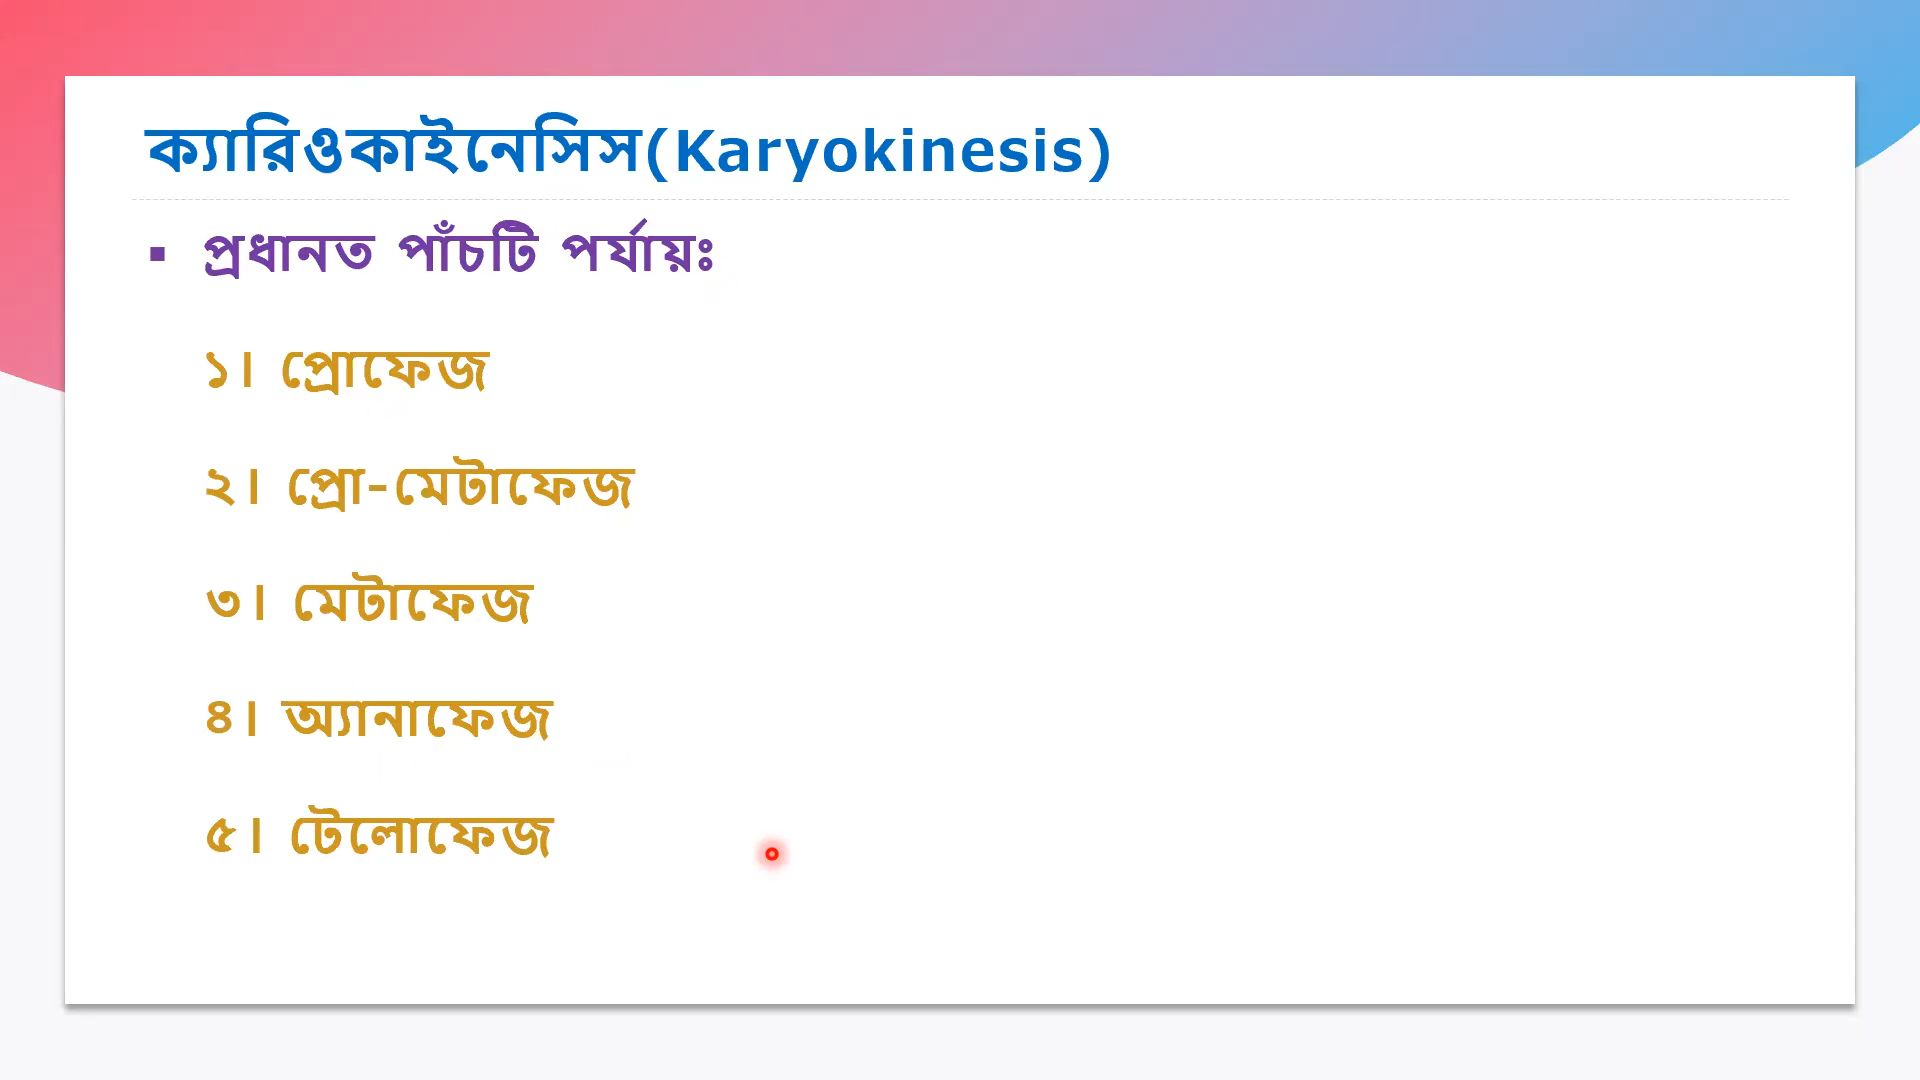 ক্যারিওকাইনেসিস(Karyokinesis)
▪ প্রধানত পাঁচটি পর্যায়ঃ
১। প্রোফেজ
২। প্রো-মেটাফেজ
৩। মেটাফেজ
৪। অ্যানাফেজ
৫। টেলোফেজ